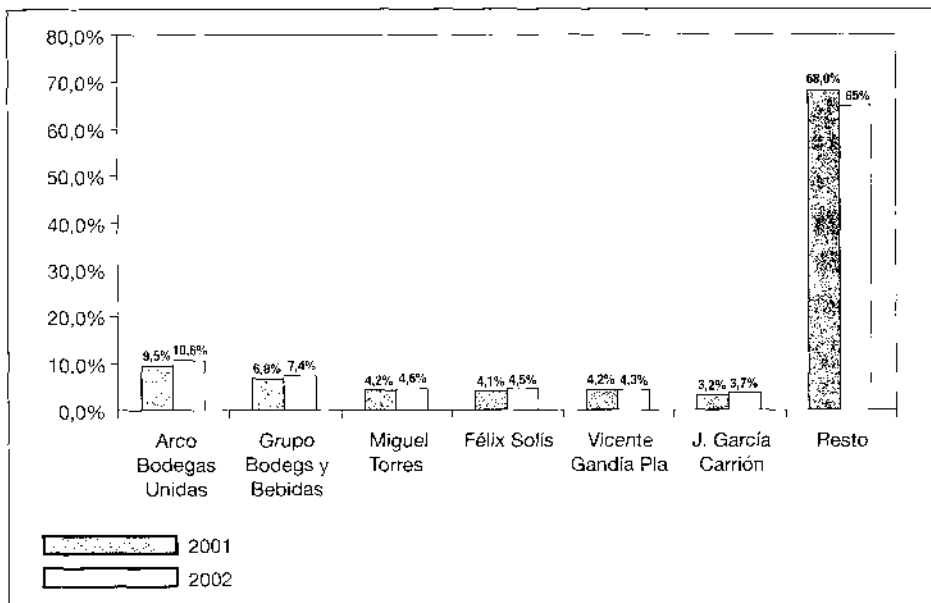 80,0%
70,0%
60,0%
50,0%
40,0%
30,0%
20,0%
10,0%
0,0%
9,5% 10,6%
6,8% 7,4%
4,2% 4,6%
4,1% 4,5%
4,2% 4,3%
3,2% 3,7%
68,0%
65%
Arco
Bodegas
Unidas
Grupo
Bodegs y
Bebidas
Miguel
Torres
Félix Solís
Vicente
Gandía Pla
J. García
Carrión
Resto
2001
2002